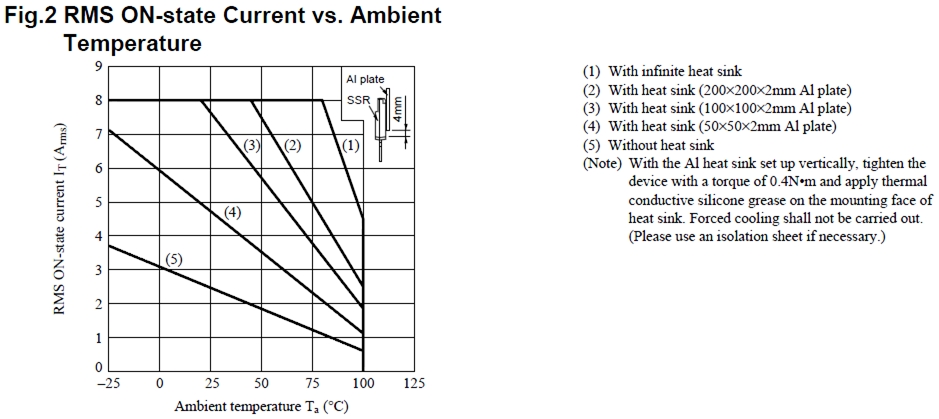 Fig.2 RMS ON-state Current vs. Ambient
Temperature
RMS ON-state current I_T (A_rms)
9
8
7
6
5
4
3
2
1
0
Al plate
SSR
4mm
(3)
(2)
(1)
(4)
(5)
−25
0
25
50
75
100
125
Ambient temperature T_a (°C)
(1) With infinite heat sink
(2) With heat sink (200×200×2mm Al plate)
(3) With heat sink (100×100×2mm Al plate)
(4) With heat sink (50×50×2mm Al plate)
(5) Without heat sink
(Note) With the Al heat sink set up vertically, tighten the
device with a torque of 0.4N•m and apply thermal
conductive silicone grease on the mounting face of
heat sink. Forced cooling shall not be carried out.
(Please use an isolation sheet if necessary.)